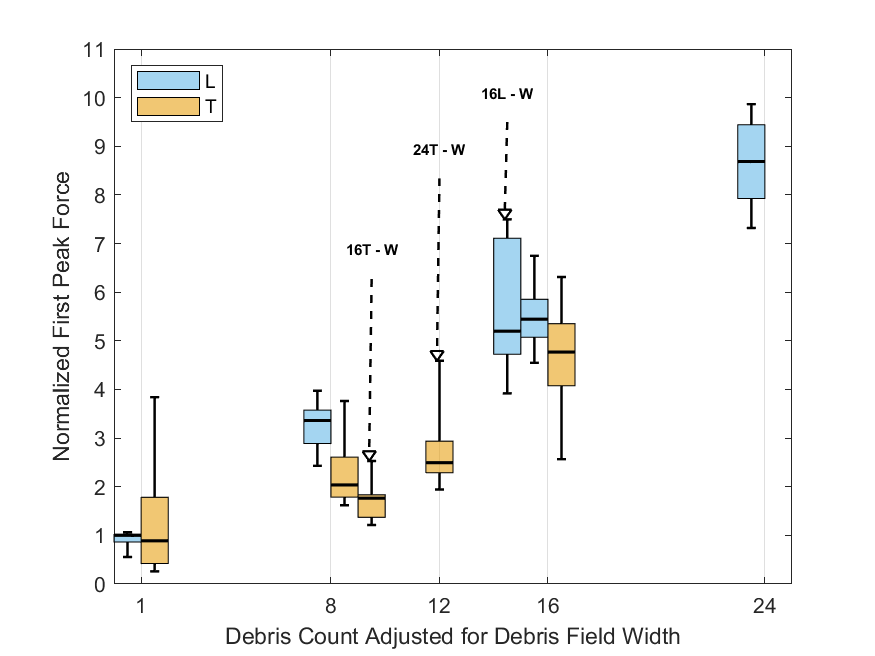 11
10
9
8
7
6
5
4
3
2
1
0
Normalized First Peak Force
L
T
16T - W
24T - W
16L - W
1
8
12
16
24
Debris Count Adjusted for Debris Field Width